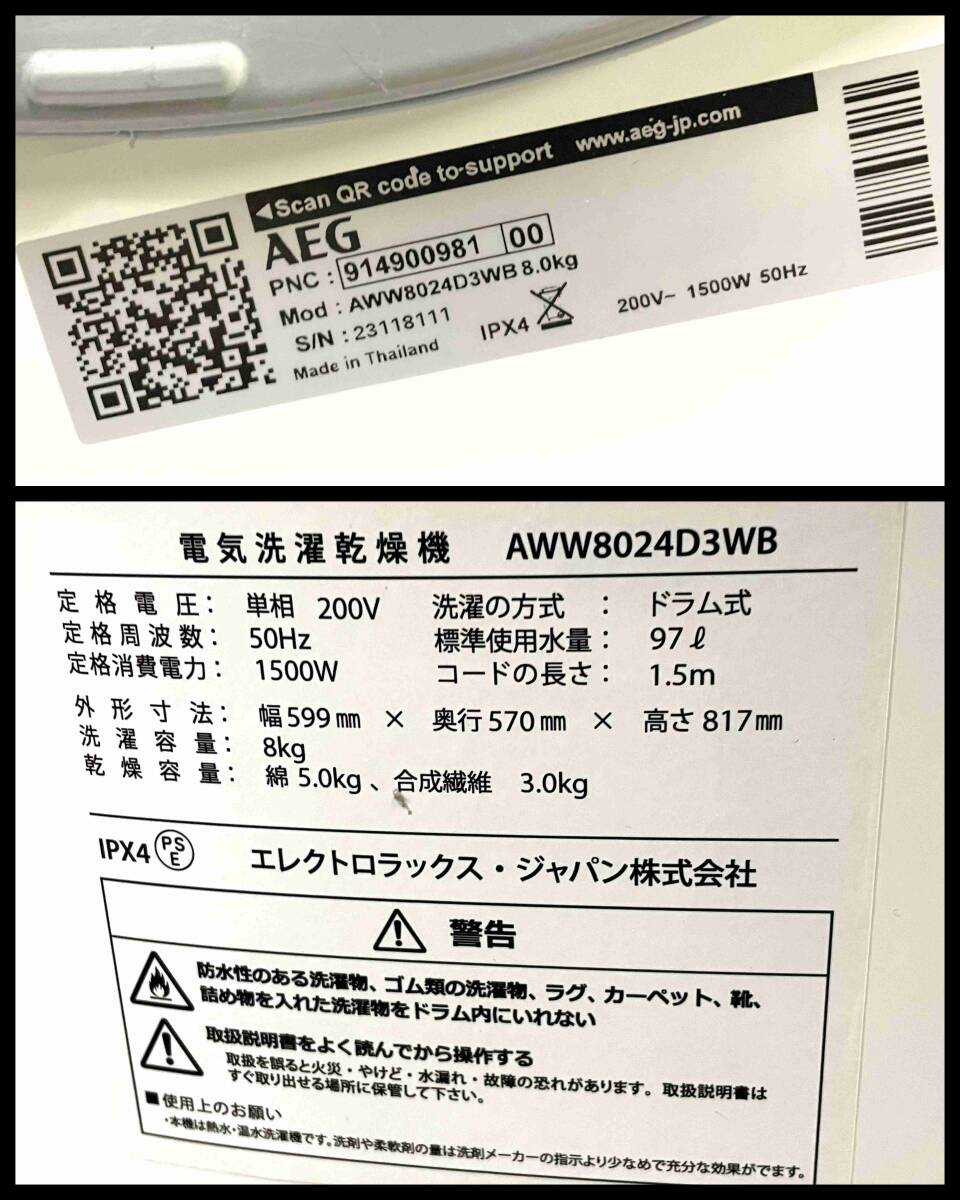 ◀Scan QR code to-support www.aeg-jp.com
AEG
PNC : 914900981 00
Mod : AWW8024D3WB 8.0kg
S/N : 23118111
Made in Thailand
IPX4
200V~ 1500W 50Hz
電気洗濯乾燥機 AWW8024D3WB
定格電圧： 単相 200V 洗濯の方式 ： ドラム式
定格周波数： 50Hz 標準使用水量： 97ℓ
定格消費電力： 1500W コードの長さ： 1.5m
外形寸法： 幅599㎜ × 奥行570㎜ × 高さ817㎜
洗濯容量： 8kg
乾燥容量： 綿 5.0kg 、合成繊維 3.0kg
IPX4 PSE エレクトロラックス・ジャパン株式会社
警告
防水性のある洗濯物、ゴム類の洗濯物、ラグ、カーペット、靴、
詰め物を入れた洗濯物をドラム内にいれない
取扱説明書をよく読んでから操作する
取扱を誤ると火災・やけど・水漏れ・故障の恐れがあります。取扱説明書は
すぐ取り出せる場所に保管して下さい。
■使用上のお願い
・本機は熱水・温水洗濯機です。洗剤や柔軟剤の量は洗剤メーカーの指示より少なめで充分な効果がでます。